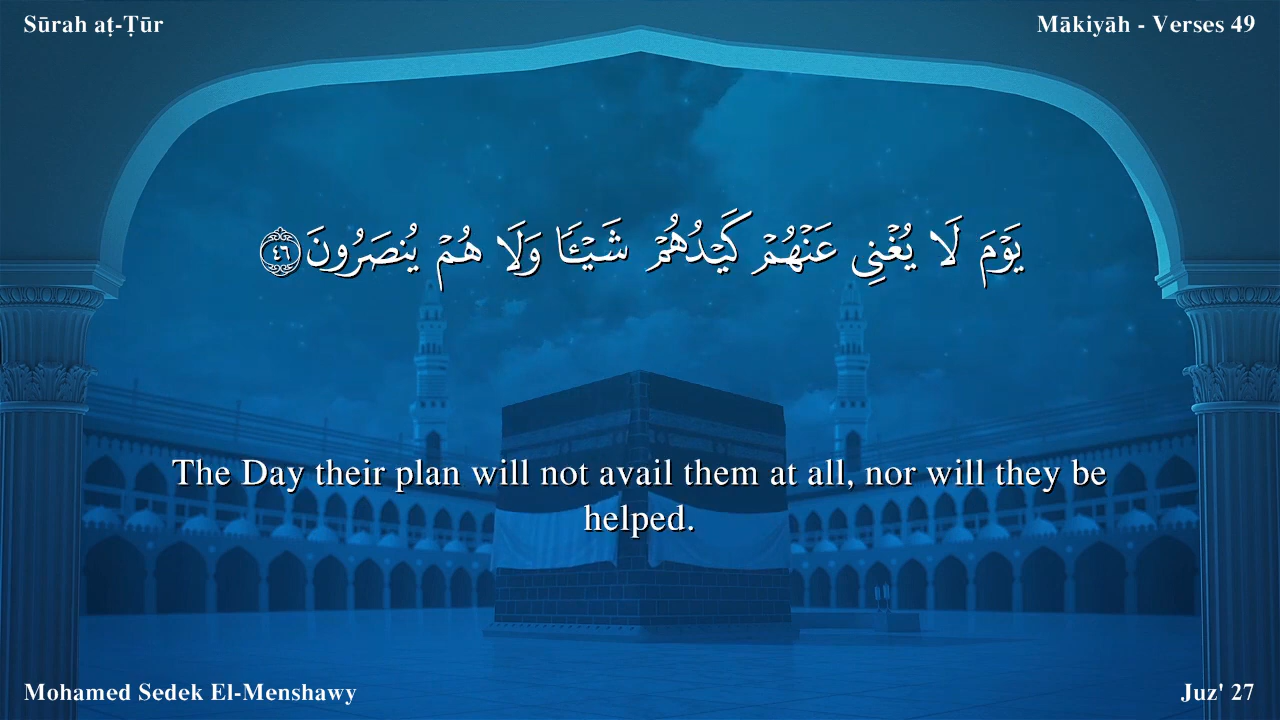 Sūrah aṭ-Ṭūr
Mākiyāh - Verses 49
يَوْمَ لَا يُغْنِى عَنْهُمْ كَيْدُهُمْ شَيْـًٔا وَلَا هُمْ يُنصَرُونَ ٤٦
The Day their plan will not avail them at all, nor will they be
helped.
Mohamed Sedek El-Menshawy
Juz' 27